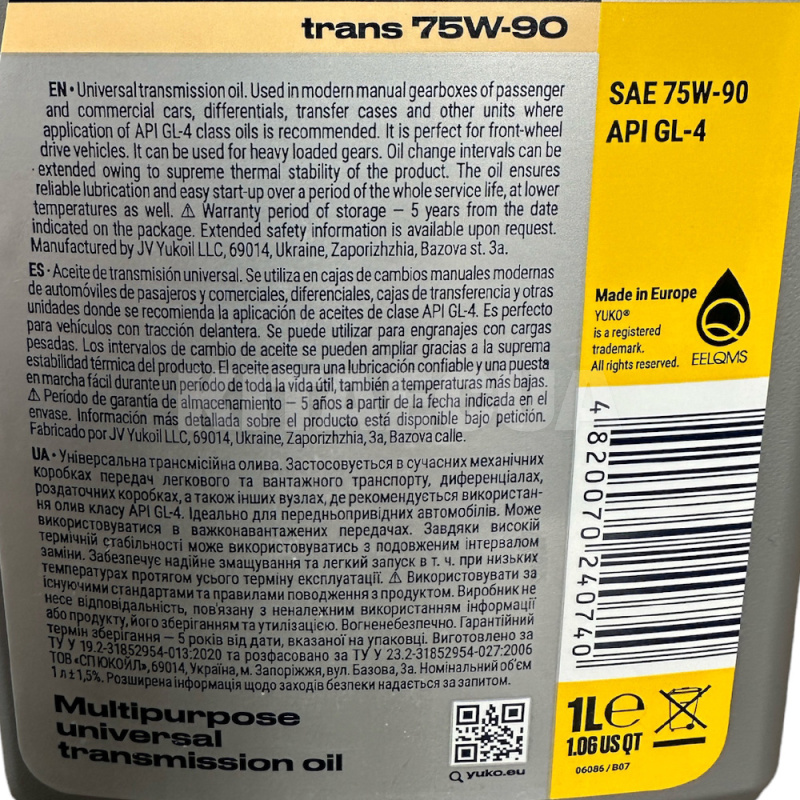 trans 75W-90
EN • Universal transmission oil. Used in modern manual gearboxes of passenger
and commercial cars, differentials, transfer cases and other units where
application of API GL-4 class oils is recommended. It is perfect for front-wheel
drive vehicles. It can be used for heavy loaded gears. Oil change intervals can be
extended owing to supreme thermal stability of the product. The oil ensures
reliable lubrication and easy start-up over a period of the whole service life, at lower
temperatures as well. ⚠ Warranty period of storage – 5 years from the date
indicated on the package. Extended safety information is available upon request.
Manufactured by JV Yukoil LLC, 69014, Ukraine, Zaporizhzhia, Bazova st. 3a.
ES • Aceite de transmisión universal. Se utiliza en cajas de cambios manuales modernas
de automóviles de pasajeros y comerciales, diferenciales, cajas de transferencia y otras
unidades donde se recomienda la aplicación de aceites de clase API GL-4. Es perfecto
para vehículos con tracción delantera. Se puede utilizar para engranajes con cargas
pesadas. Los intervalos de cambio de aceite se pueden ampliar gracias a la suprema
estabilidad térmica del producto. El aceite asegura una lubricación confiable y una puesta
en marcha fácil durante un período de toda la vida útil, también a temperaturas más bajas.
⚠ Período de garantía de almacenamiento – 5 años a partir de la fecha indicada en el
envase. Información más detallada sobre el producto está disponible bajo petición.
Fabricado por JV Yukoil LLC, 69014, Ukraine, Zaporizhzhia, 3a, Bazova calle.
UA • Універсальна трансмісійна олива. Застосовується в сучасних механічних
коробках передач легкового та вантажного транспорту, диференціалах,
роздаточних коробках, а також інших вузлах, де рекомендується використан-
ня олив класу API GL-4. Ідеально для передньопривідних автомобілів. Може
використовуватися в важконавантажених передачах. Завдяки високій
термічній стабільності може використовуватись з подовженим інтервалом
заміни. Забезпечує надійне змащування та легкий запуск в т. ч. при низьких
температурах протягом усього терміну експлуатації. ⚠ Використовувати за
існуючими стандартами та правилами поводження з продуктом. Виробник не
несе відповідальність, пов'язану з неналежним використанням інформації
або продукту, його зберіганням та утилізацією. Вогненебезпечно. Гарантійний
термін зберігання – 5 років від дати, вказаної на упаковці. Виготовлено за
ТУ У 19.2-31852954-013:2020 та розфасовано за ТУ У 23.2-31852954-027:2006
ТОВ «СП ЮКОЙЛ», 69014, Україна, м. Запоріжжя, вул. Базова, 3а. Номінальний об'єм
1 л ± 1,5%. Розширена інформація щодо заходів безпеки надається за запитом.
Multipurpose
universal
transmission oil
yuko.eu
SAE 75W-90
API GL-4
Made in Europe
YUKO®
is a registered
trademark.
All rights reserved.
EELQMS
4 820070 240740
1L℮
1.06 US QT
06086 / B07